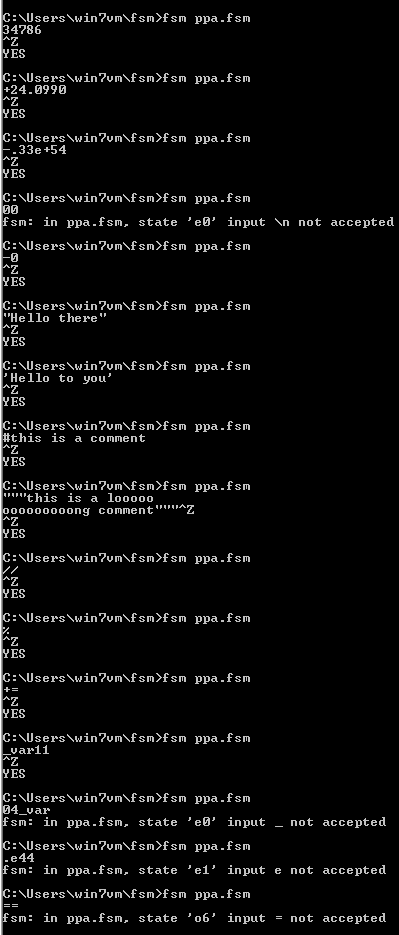 C:\Users\win7vm\fsm>fsm ppa.fsm
34786
^Z
YES
C:\Users\win7vm\fsm>fsm ppa.fsm
+24.0990
^Z
YES
C:\Users\win7vm\fsm>fsm ppa.fsm
-.33e+54
^Z
YES
C:\Users\win7vm\fsm>fsm ppa.fsm
00
fsm: in ppa.fsm, state 'e0' input \n not accepted
C:\Users\win7vm\fsm>fsm ppa.fsm
-0
^Z
YES
C:\Users\win7vm\fsm>fsm ppa.fsm
"Hello there"
^Z
YES
C:\Users\win7vm\fsm>fsm ppa.fsm
'Hello to you'
^Z
YES
C:\Users\win7vm\fsm>fsm ppa.fsm
#this is a comment
^Z
YES
C:\Users\win7vm\fsm>fsm ppa.fsm
"""this is a looooo
oooooooooong comment"""^Z
^Z
YES
C:\Users\win7vm\fsm>fsm ppa.fsm
//
^Z
YES
C:\Users\win7vm\fsm>fsm ppa.fsm
%
^Z
YES
C:\Users\win7vm\fsm>fsm ppa.fsm
+=
^Z
YES
C:\Users\win7vm\fsm>fsm ppa.fsm
_var11
^Z
YES
C:\Users\win7vm\fsm>fsm ppa.fsm
04_var
fsm: in ppa.fsm, state 'e0' input _ not accepted
C:\Users\win7vm\fsm>fsm ppa.fsm
.e44
fsm: in ppa.fsm, state 'e1' input e not accepted
C:\Users\win7vm\fsm>fsm ppa.fsm
==
fsm: in ppa.fsm, state 'o6' input = not accepted